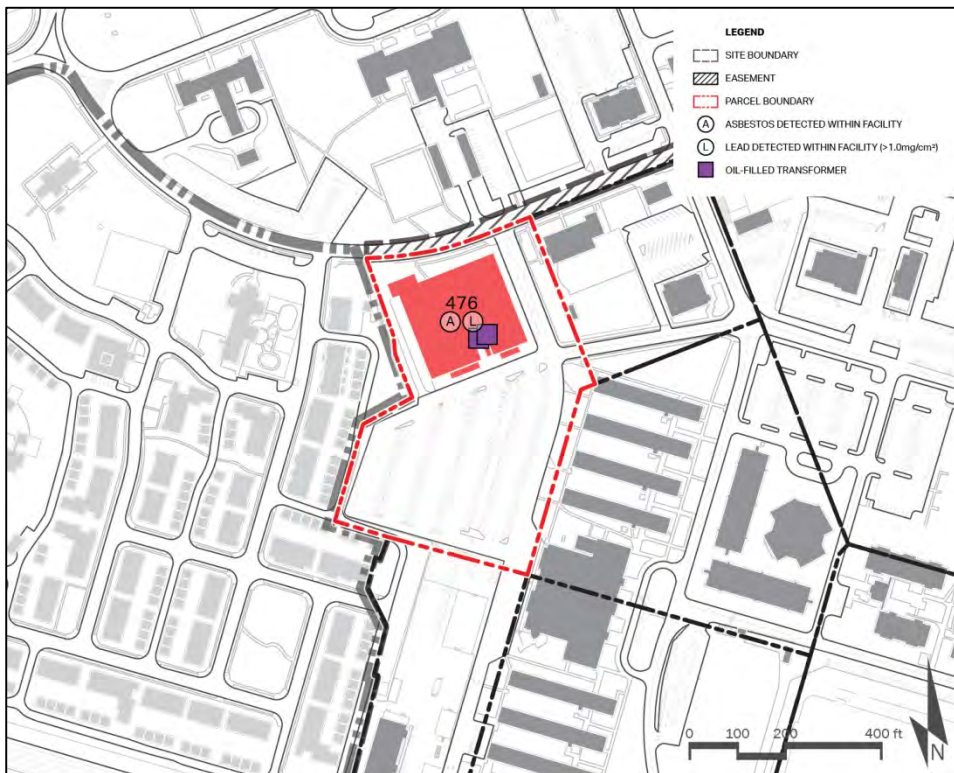 LEGEND
SITE BOUNDARY
EASEMENT
PARCEL BOUNDARY
A ASBESTOS DETECTED WITHIN FACILITY
L LEAD DETECTED WITHIN FACILITY (>1.0mg/cm²)
OIL-FILLED TRANSFORMER
476
A L
0 200 400 ft
N